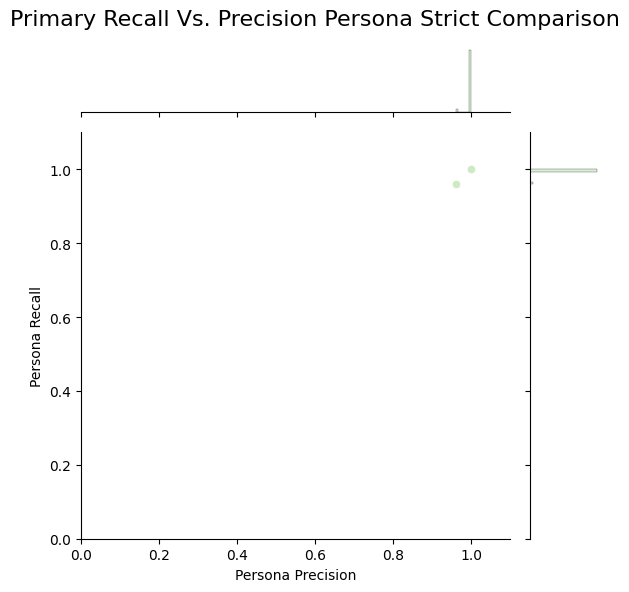 Primary Recall Vs. Precision Persona Strict Comparison
1.0
0.8
0.6
0.4
0.2
0.0
Persona Recall
0.0 0.2 0.4 0.6 0.8 1.0
Persona Precision